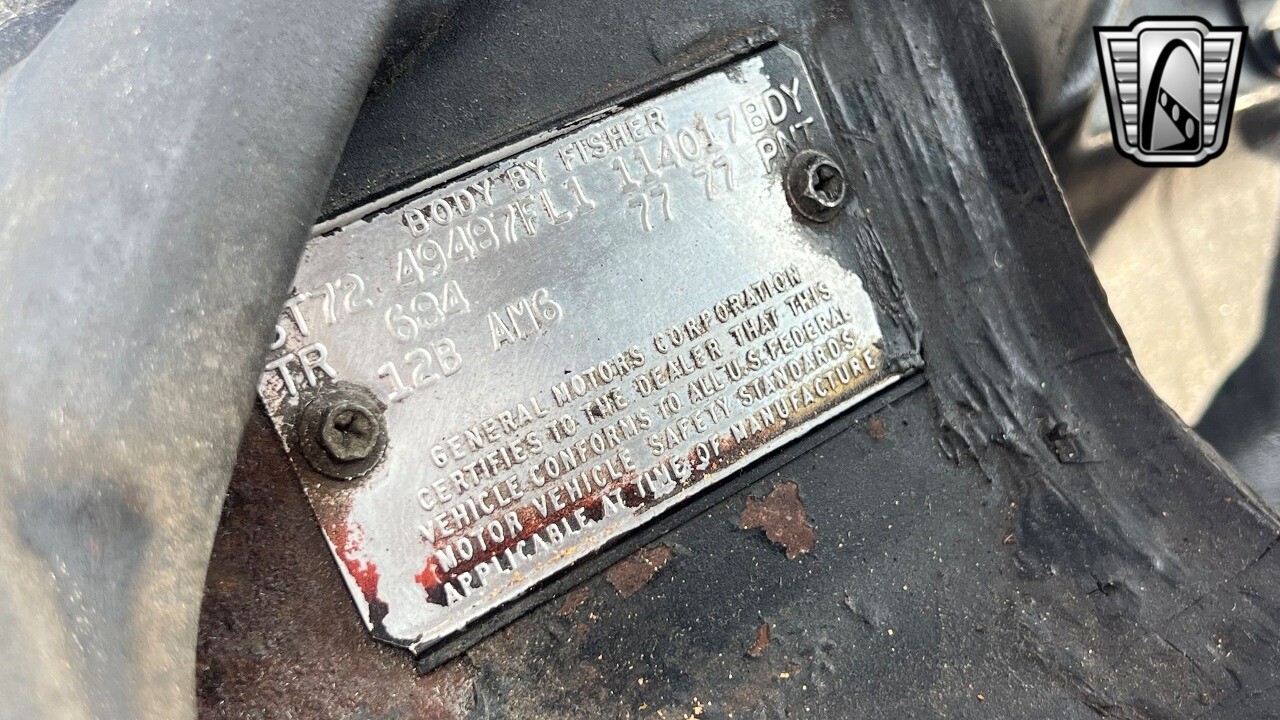 BODY BY FISHER
ST72 49487FL1 114017BDY
TR 694 77 77 PNT
12B AM6
GENERAL MOTORS CORPORATION
CERTIFIES TO THE DEALER THAT THIS
VEHICLE CONFORMS TO ALL U.S. FEDERAL
MOTOR VEHICLE SAFETY STANDARDS
APPLICABLE AT TIME OF MANUFACTURE